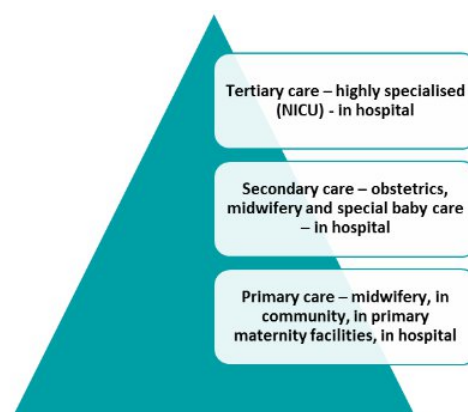 Tertiary care – highly specialised
(NICU) - in hospital
Secondary care – obstetrics,
midwifery and special baby care
– in hospital
Primary care – midwifery, in
community, in primary
maternity facilities, in hospital